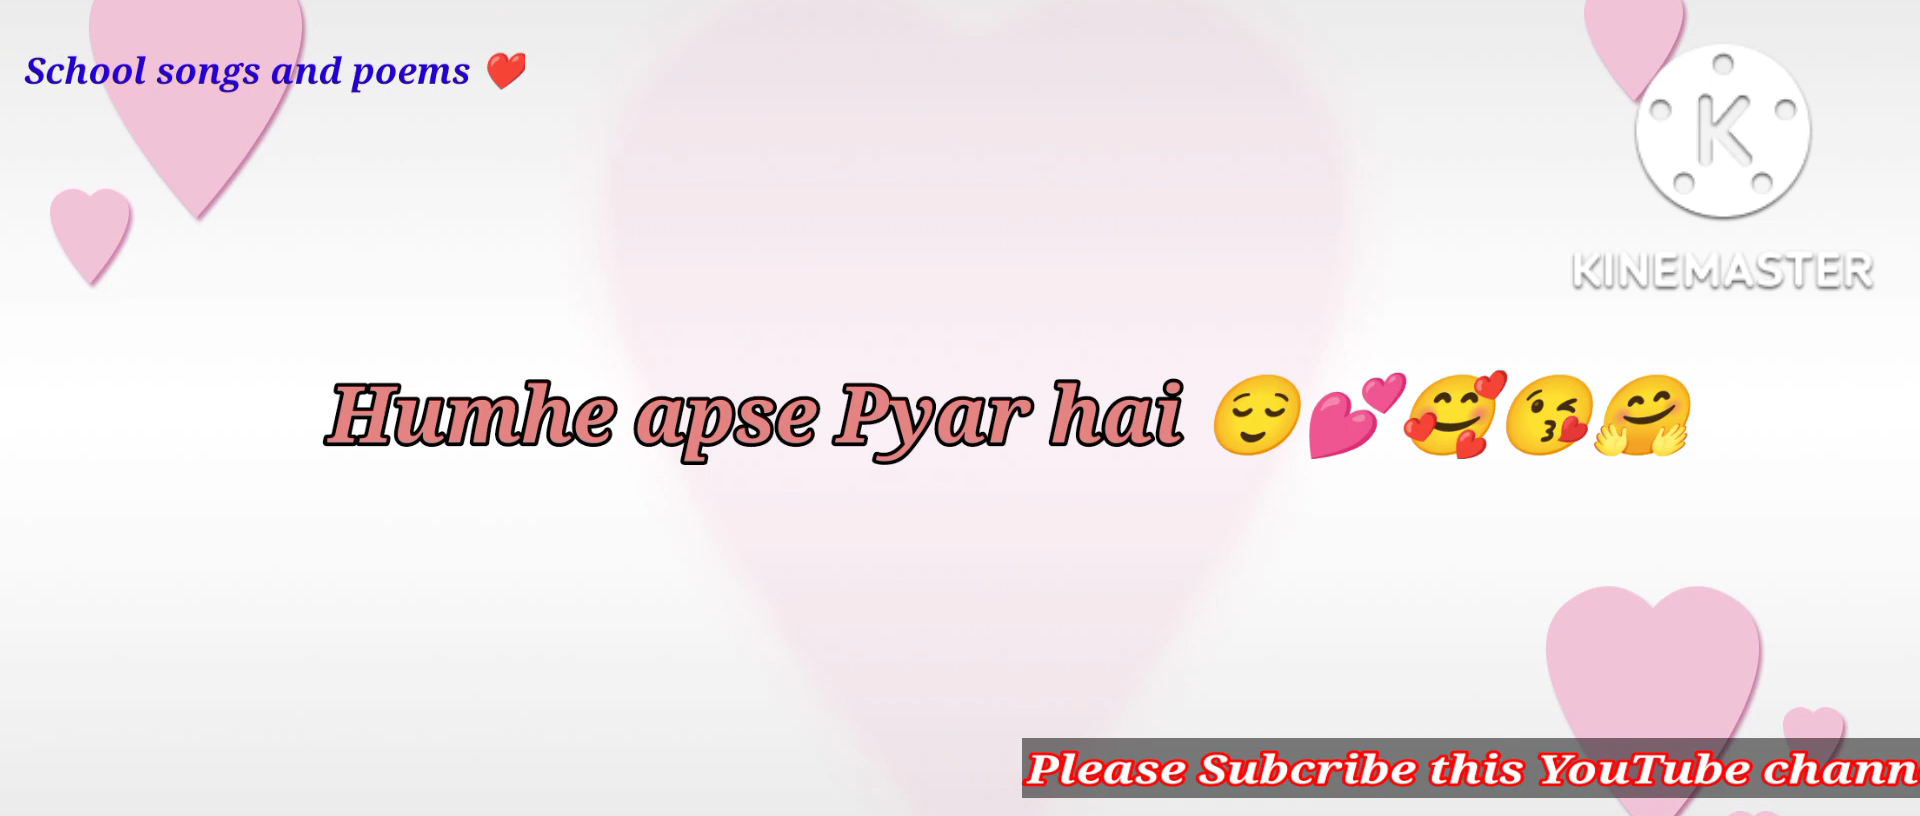 School songs and poems ❤️
K
KINEMASTER
Humhe apse Pyar hai 😌💕🥰😘🤗
Please Subcribe this YouTube chann